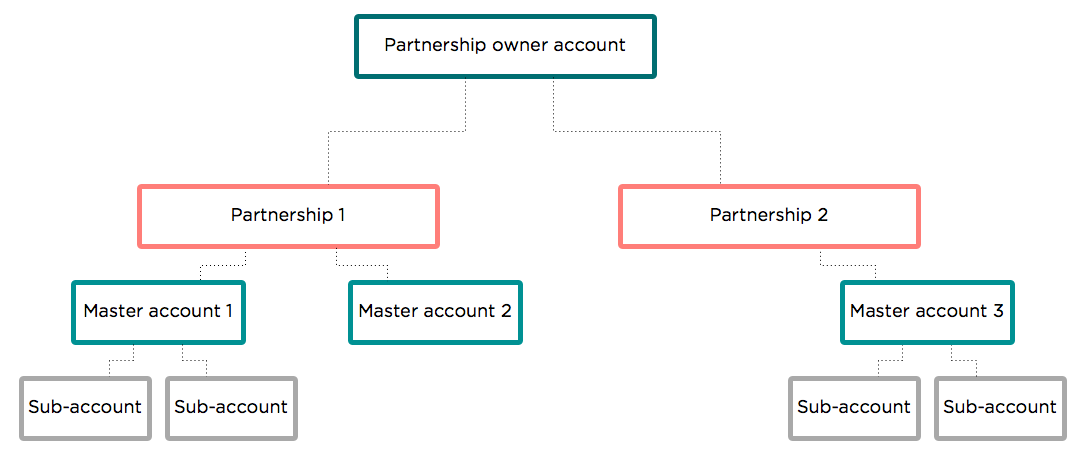 Partnership owner account
Partnership 1
Partnership 2
Master account 1
Master account 2
Master account 3
Sub-account
Sub-account
Sub-account
Sub-account